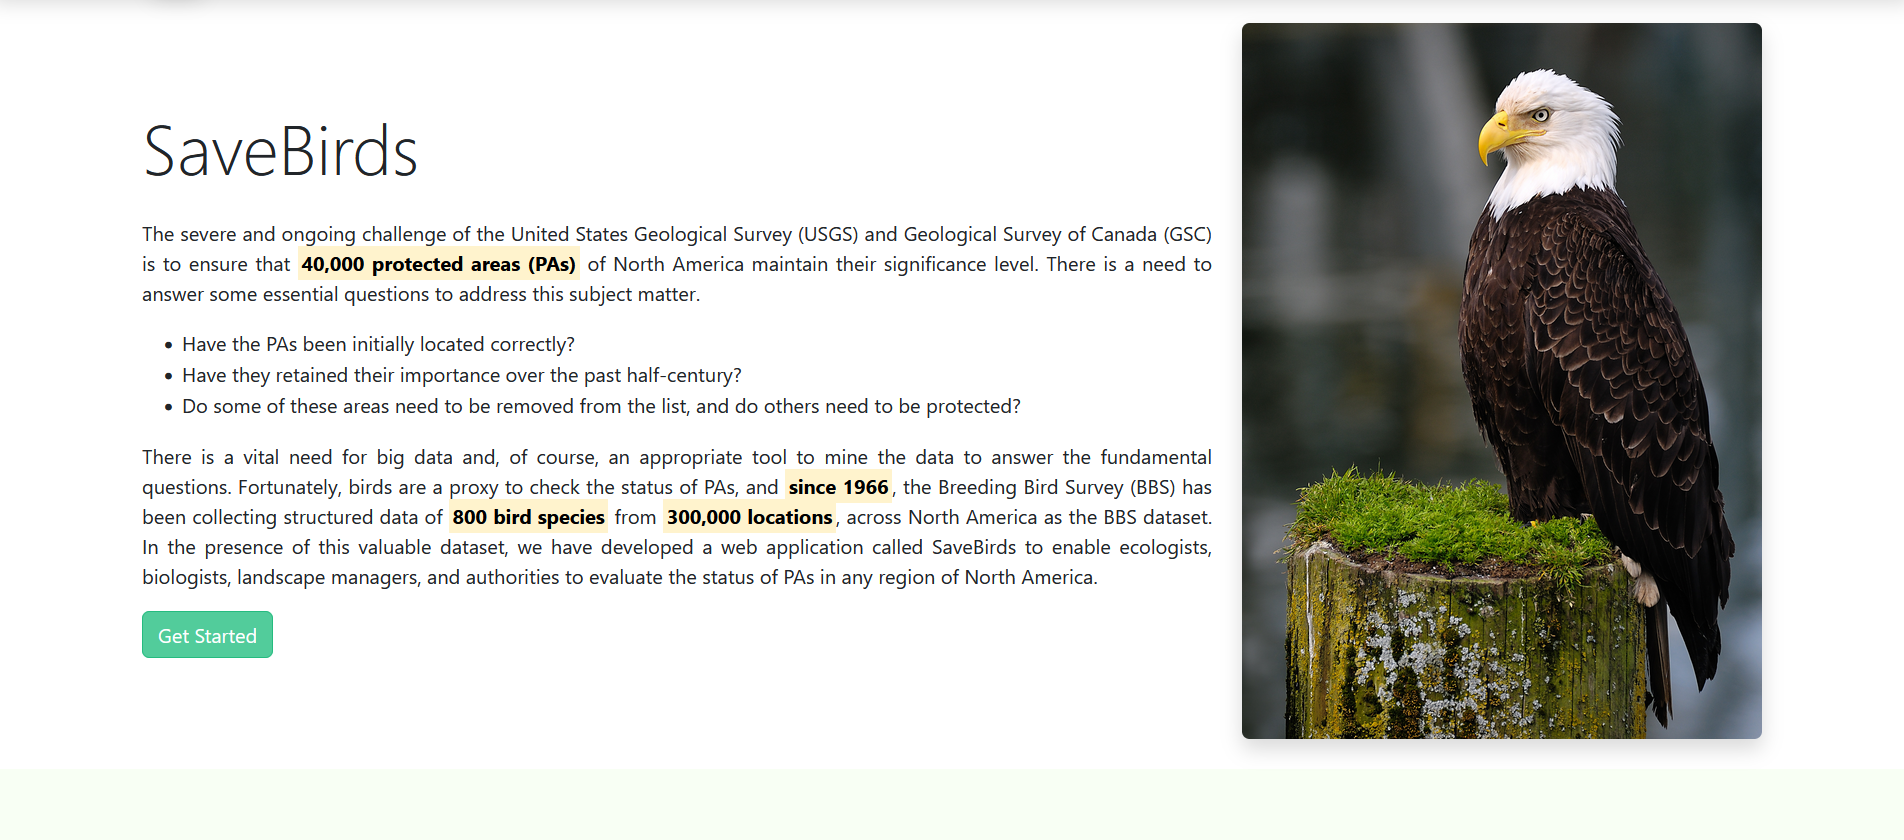 SaveBirds
The severe and ongoing challenge of the United States Geological Survey (USGS) and Geological Survey of Canada (GSC)
is to ensure that 40,000 protected areas (PAs) of North America maintain their significance level. There is a need to
answer some essential questions to address this subject matter.
• Have the PAs been initially located correctly?
• Have they retained their importance over the past half-century?
• Do some of these areas need to be removed from the list, and do others need to be protected?
There is a vital need for big data and, of course, an appropriate tool to mine the data to answer the fundamental
questions. Fortunately, birds are a proxy to check the status of PAs, and since 1966, the Breeding Bird Survey (BBS) has
been collecting structured data of 800 bird species from 300,000 locations, across North America as the BBS dataset.
In the presence of this valuable dataset, we have developed a web application called SaveBirds to enable ecologists,
biologists, landscape managers, and authorities to evaluate the status of PAs in any region of North America.
Get Started